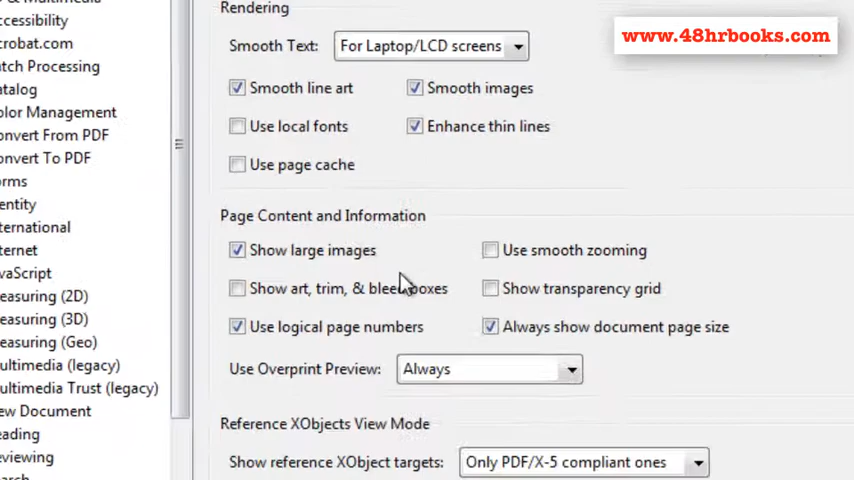 Rendering
www.48hrbooks.com
Smooth Text: For Laptop/LCD screens
Smooth line art Smooth images
Use local fonts Enhance thin lines
Use page cache
Page Content and Information
Show large images Use smooth zooming
Show art, trim, & bleed boxes Show transparency grid
Use logical page numbers Always show document page size
Use Overprint Preview: Always
Reference XObjects View Mode
Show reference XObject targets: Only PDF/X-5 compliant ones
ccessibility
crobat.com
atch Processing
atalog
olor Management
onvert From PDF
onvert To PDF
orms
entity
ternational
ternet
vaScript
easuring (2D)
easuring (3D)
easuring (Geo)
ultimedia (legacy)
ultimedia Trust (legacy)
ew Document
eading
eviewing